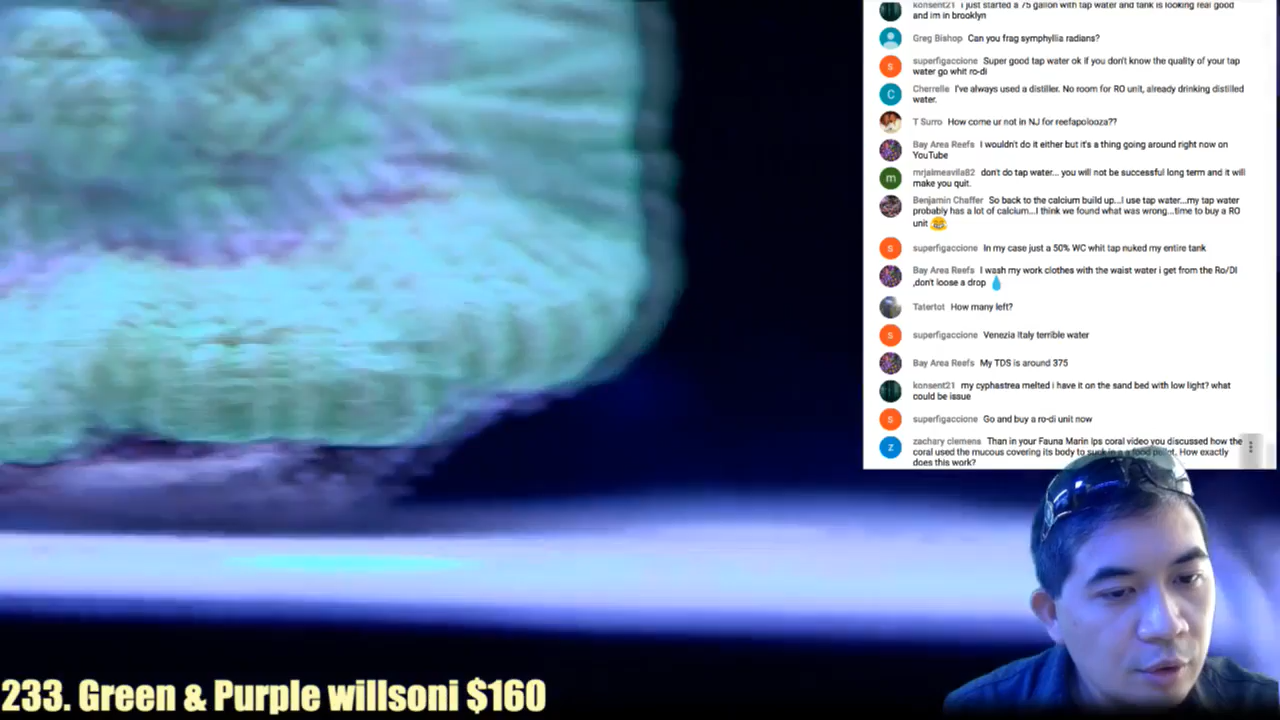 konsent21 i just started a 75 gallon with tap water and tank is looking real good
and im in brooklyn
Greg Bishop Can you frag symphyllia radians?
s
superfigaccione Super good tap water ok if you don't know the quality of your tap
water go whit ro-di
C
Cherrelle I've always used a distiller. No room for RO unit, already drinking distilled
water.
T Surro How come ur not in NJ for reefapolooza??
Bay Area Reefs I wouldn't do it either but it's a thing going around right now on
YouTube
m
mrjaimeavila82 don't do tap water... you will not be successful long term and it will
make you quit.
Benjamin Chaffer So back to the calcium build up...I use tap water...my tap water
probably has a lot of calcium...I think we found what was wrong...time to buy a RO
unit 😂
superfigaccione In my case just a 50% WC whit tap nuked my entire tank
s
Bay Area Reefs I wash my work clothes with the waist water i get from the Ro/DI
,don't loose a drop 💧
Tatertot How many left?
s
superfigaccione Venezia Italy terrible water
Bay Area Reefs My TDS is around 375
konsent21 my cyphastrea melted i have it on the sand bed with low light? what
could be issue
s
superfigaccione Go and buy a ro-di unit now
z
zachary clemens Than in your Fauna Marin lps coral video you discussed how the
coral used the mucous covering its body to suck in a food pellet. How exactly
does this work?
233. Green & Purple willsoni $160